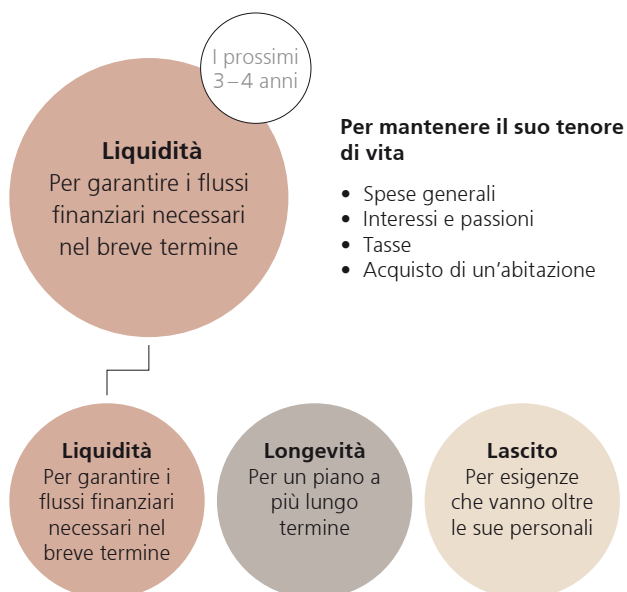 I prossimi
3–4 anni
Liquidità
Per garantire i flussi
finanziari necessari
nel breve termine
Per mantenere il suo tenore
di vita
• Spese generali
• Interessi e passioni
• Tasse
• Acquisto di un’abitazione
Liquidità
Per garantire i
flussi finanziari
necessari nel
breve termine
Longevità
Per un piano a
più lungo
termine
Lascito
Per esigenze
che vanno oltre
le sue personali